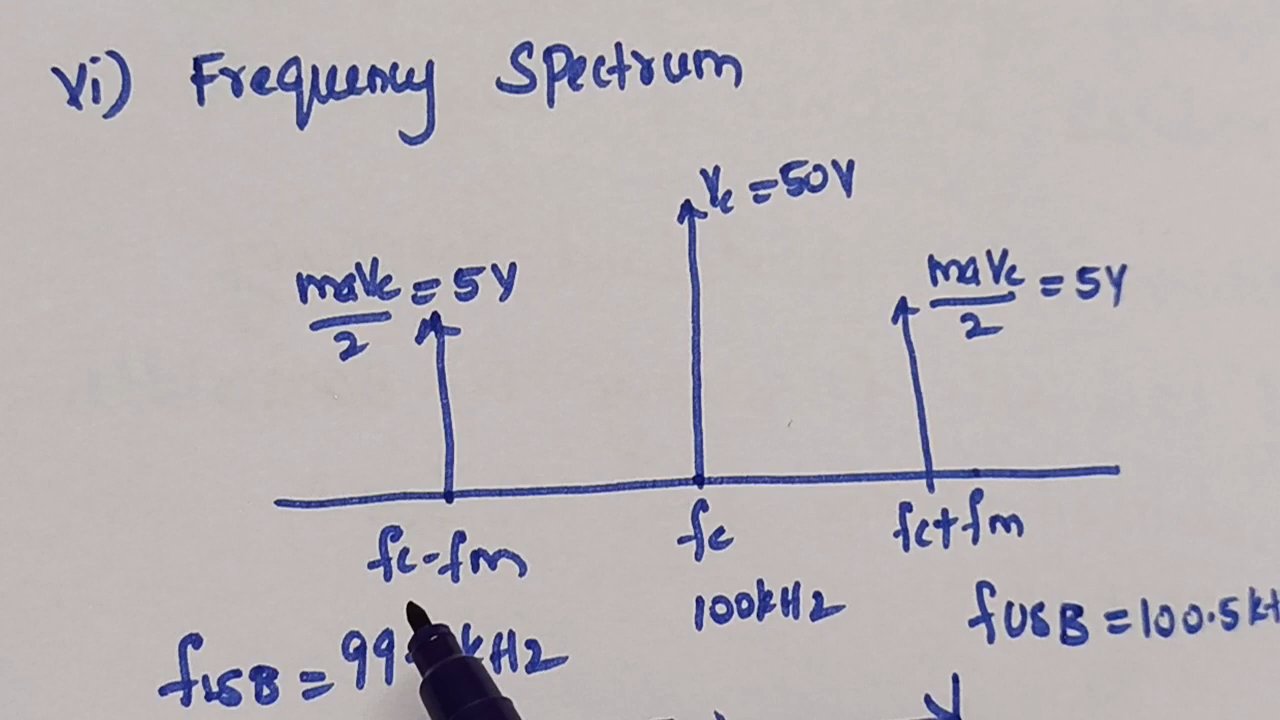 vi) Frequency Spectrum
Vc = 50V
maVc/2 = 5V
maVc/2 = 5V
fc-fm
fc
fc+fm
100kHz
fUSB = 100.5k
fLSB = 99